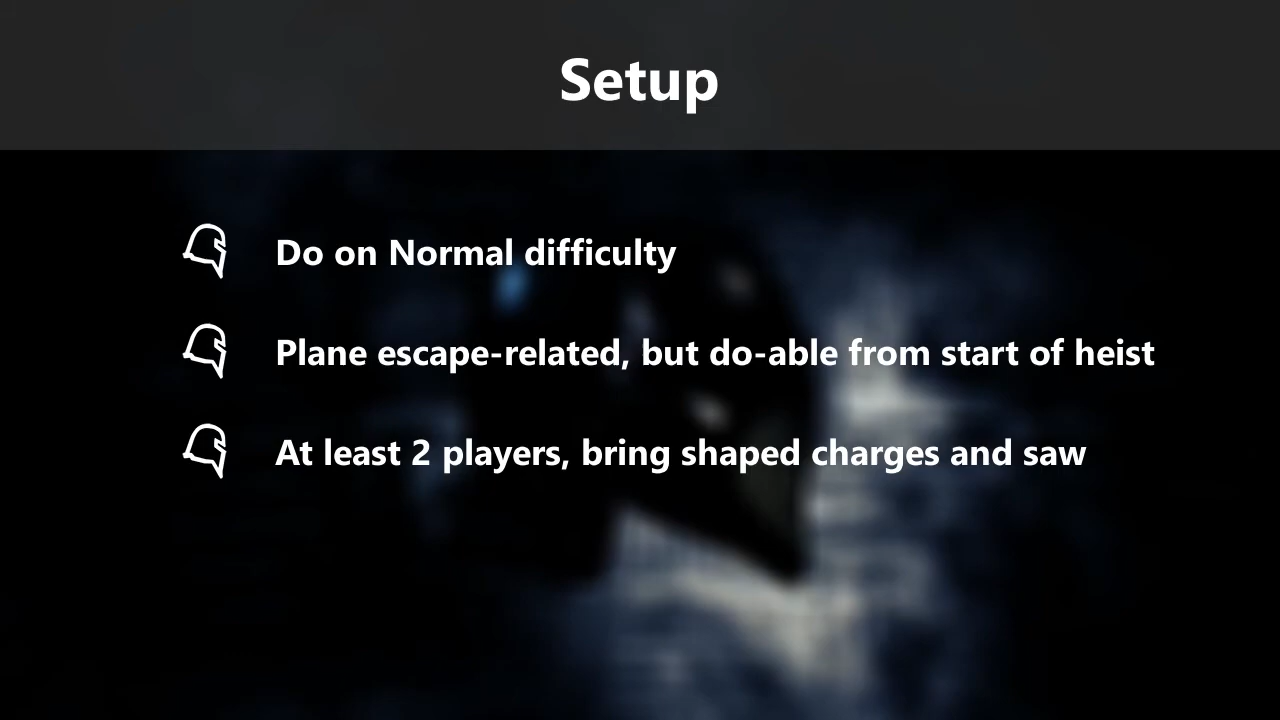 Setup
Do on Normal difficulty
Plane escape-related, but do-able from start of heist
At least 2 players, bring shaped charges and saw